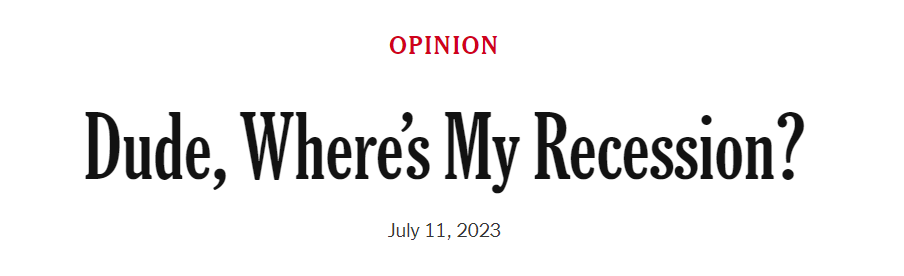 OPINION
Dude, Where’s My Recession?
July 11, 2023